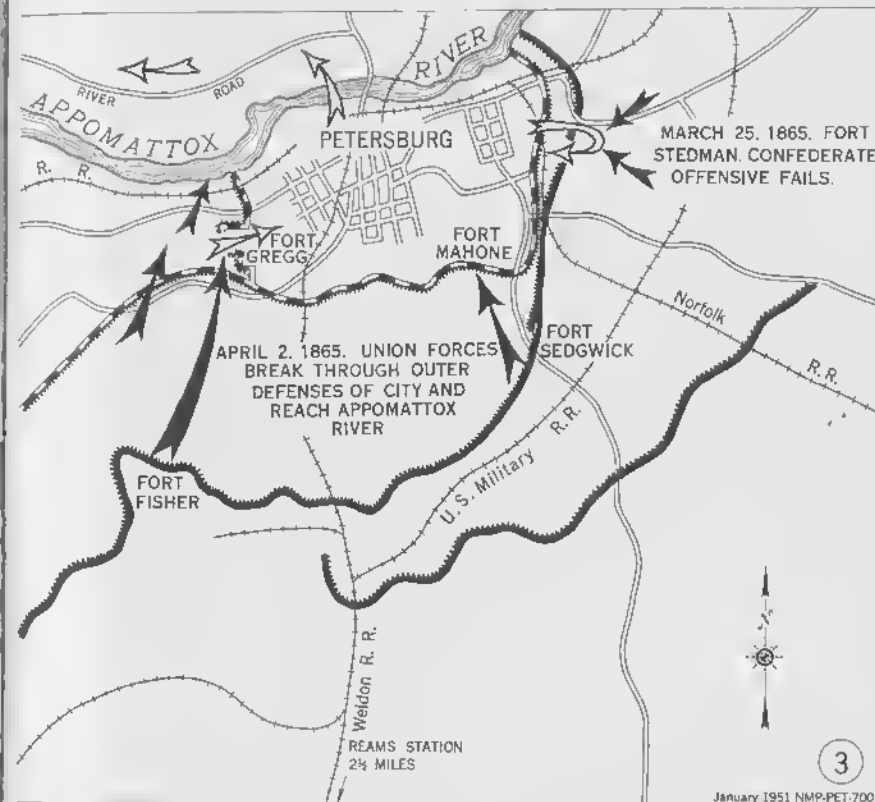 RIVER ROAD
APPOMATTOX RIVER
R. R.
PETERSBURG
MARCH 25. 1865. FORT
STEDMAN. CONFEDERATE
OFFENSIVE FAILS.
FORT
GREGG
FORT
MAHONE
Norfolk R.R.
FORT
SEDGWICK
APRIL 2. 1865. UNION FORCES
BREAK THROUGH OUTER
DEFENSES OF CITY AND
REACH APPOMATTOX
RIVER
FORT
FISHER
U.S. Military R.R.
Weldon R. R.
REAMS STATION
2½ MILES
3
January 1951 NMP-PET-700